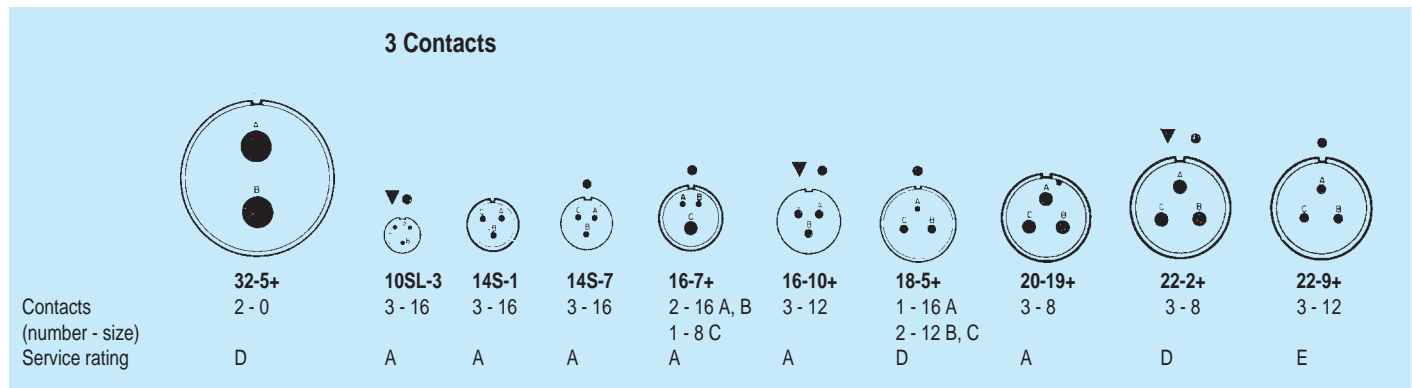 3 Contacts
A
B
A
B
A
B
C A
B
A B
C
A
B
A
C B
A
C B
A
C B
A
C B
32-5+ 10SL-3 14S-1 14S-7 16-7+ 16-10+ 18-5+ 20-19+ 22-2+ 22-9+
Contacts 2 - 0 3 - 16 3 - 16 3 - 16 2 - 16 A, B 3 - 12 1 - 16 A 3 - 8 3 - 8 3 - 12
(number - size) 1 - 8 C 2 - 12 B, C
Service rating D A A A A A D A D E